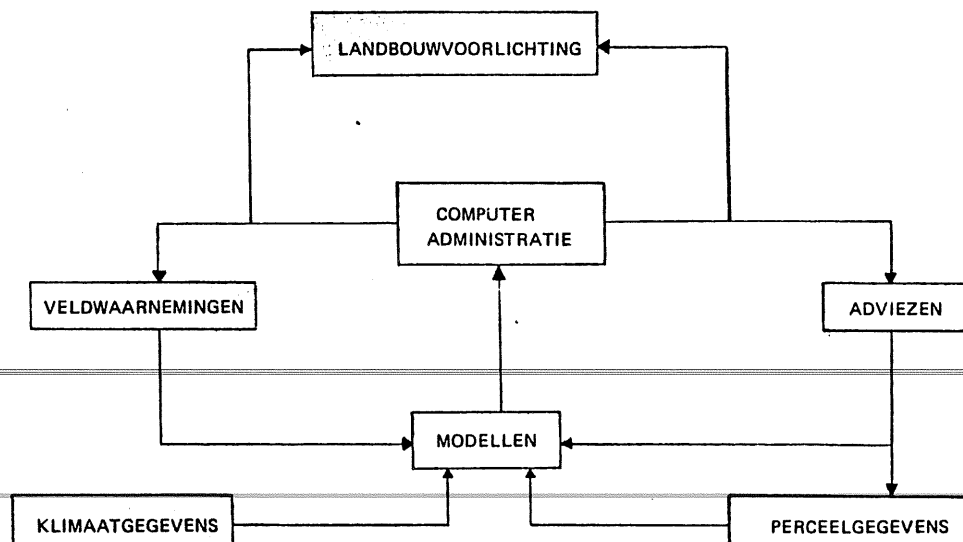 LANDBOUWVOORLICHTING
COMPUTER
ADMINISTRATIE
VELDWAARNEMINGEN
ADVIEZEN
MODELLEN
KLIMAATGEGEVENS
PERCEELGEGEVENS